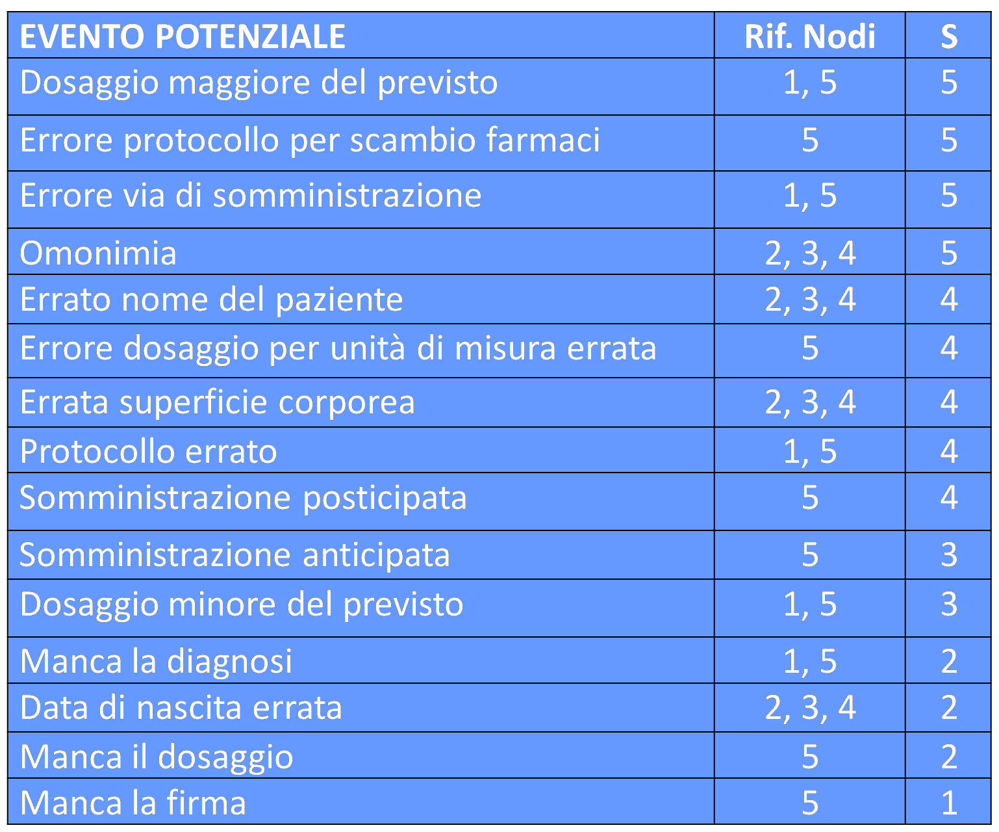 EVENTO POTENZIALE Rif. Nodi S
Dosaggio maggiore del previsto 1, 5 5
Errore protocollo per scambio farmaci 5 5
Errore via di somministrazione 1, 5 5
Omonimia 2, 3, 4 5
Errato nome del paziente 2, 3, 4 4
Errore dosaggio per unità di misura errata 5 4
Errata superficie corporea 2, 3, 4 4
Protocollo errato 1, 5 4
Somministrazione posticipata 5 4
Somministrazione anticipata 5 3
Dosaggio minore del previsto 1, 5 3
Manca la diagnosi 1, 5 2
Data di nascita errata 2, 3, 4 2
Manca il dosaggio 5 2
Manca la firma 5 1